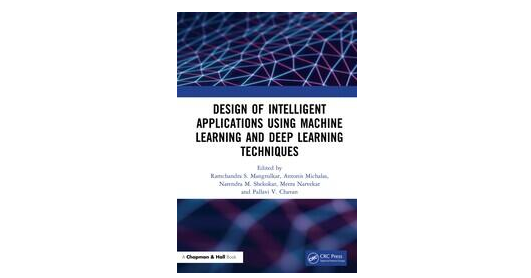 DESIGN OF INTELLIGENT
APPLICATIONS USING MACHINE
LEARNING AND DEEP LEARNING
TECHNIQUES
Edited by
Ramchandra S. Mangrulkar, Antonis Michalas,
Narendra M. Shekokar, Meera Narvekar
and Pallavi V. Chavan
A Chapman & Hall Book
CRC Press